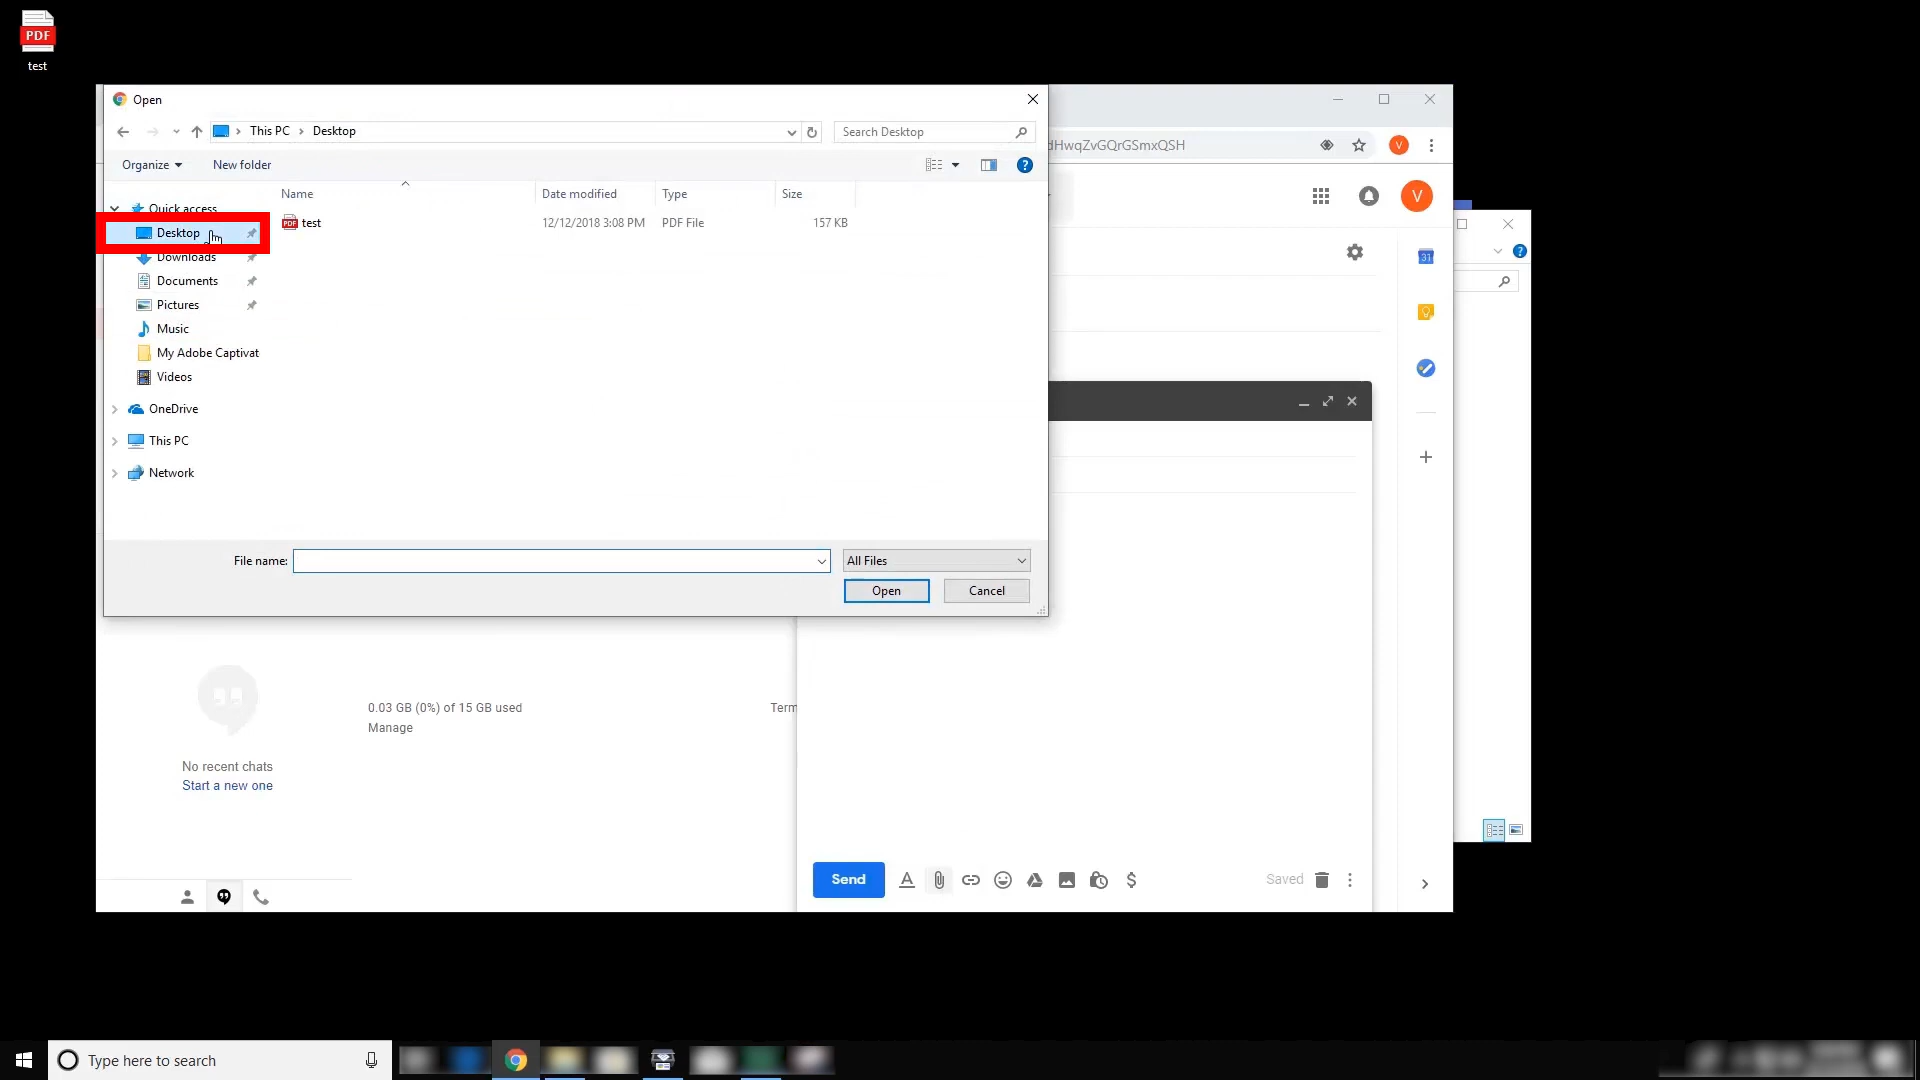 PDF
test
Open
This PC
Desktop
Search Desktop
dHwqZvGQrGSmxQSH
V
Organize
New folder
Name
Date modified
Type
Size
V
Quick access
test
12/12/2018 3:08 PM
PDF File
157 KB
Desktop
Downloads
31
Documents
Pictures
Music
My Adobe Captivat
Videos
OneDrive
This PC
Network
File name:
All Files
Open
Cancel
0.03 GB (0%) of 15 GB used
Term
Manage
No recent chats
Start a new one
Send
Saved
Type here to search